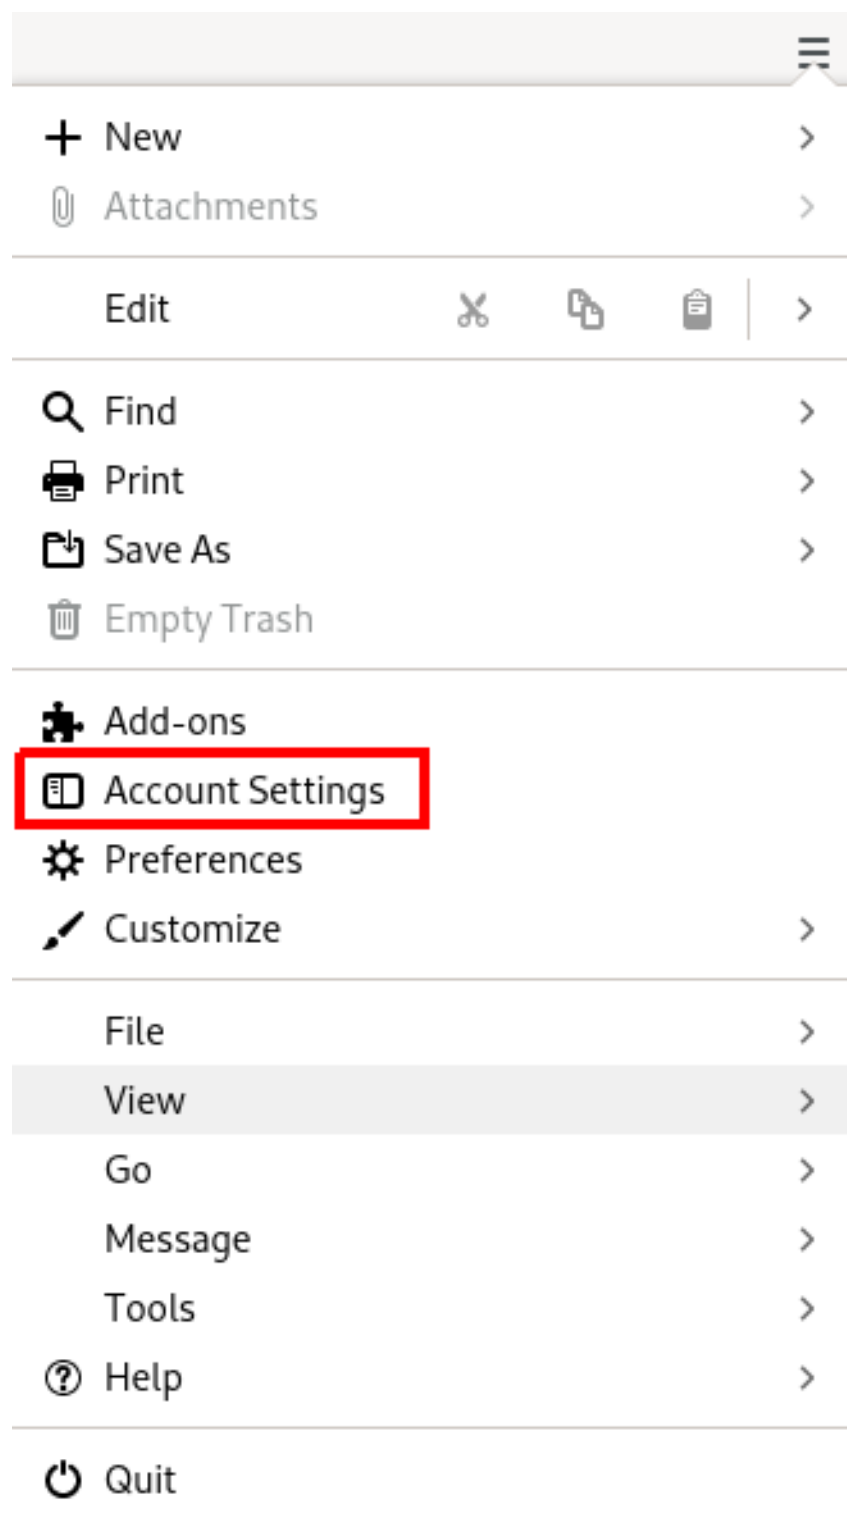 New
Attachments
Edit
Find
Print
Save As
Empty Trash
Add-ons
Account Settings
Preferences
Customize
File
View
Go
Message
Tools
Help
Quit